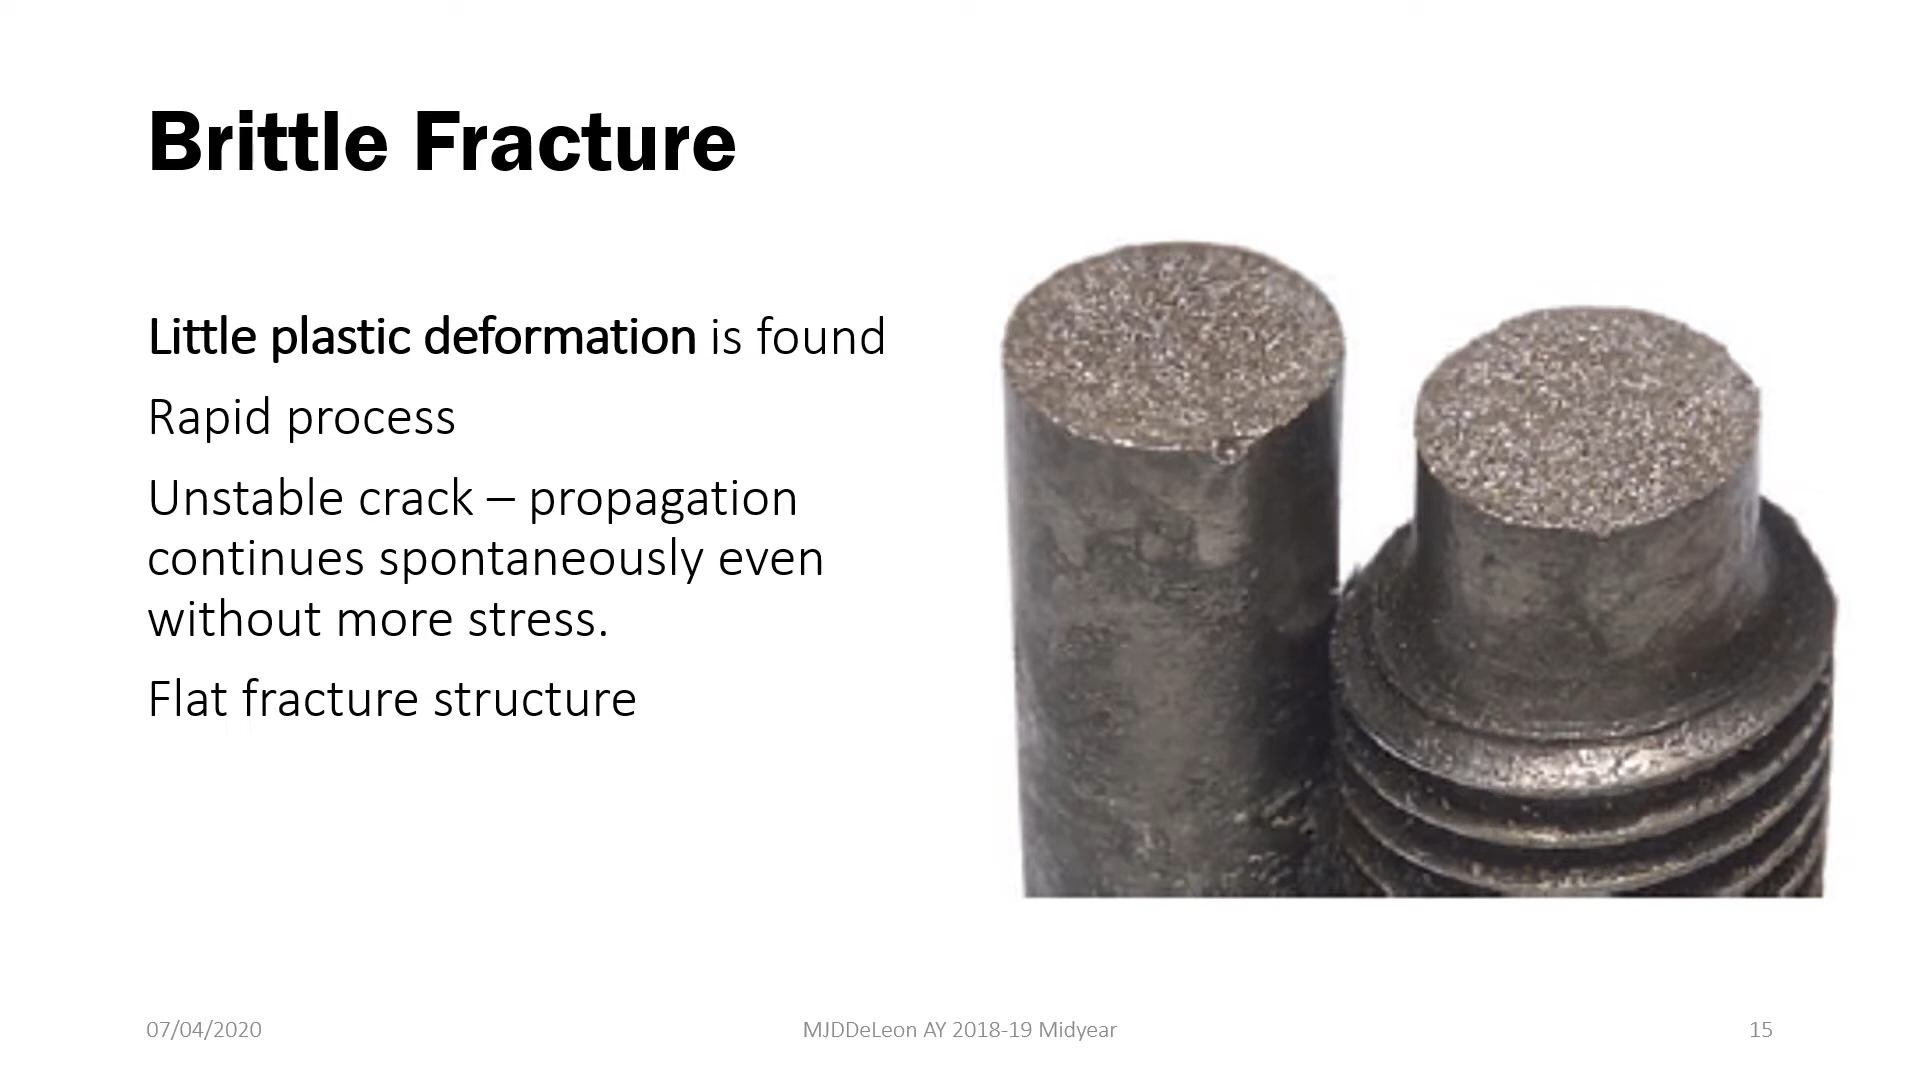 Brittle Fracture
Little plastic deformation is found
Rapid process
Unstable crack – propagation
continues spontaneously even
without more stress.
Flat fracture structure
07/04/2020
MJDDeLeon AY 2018-19 Midyear
15